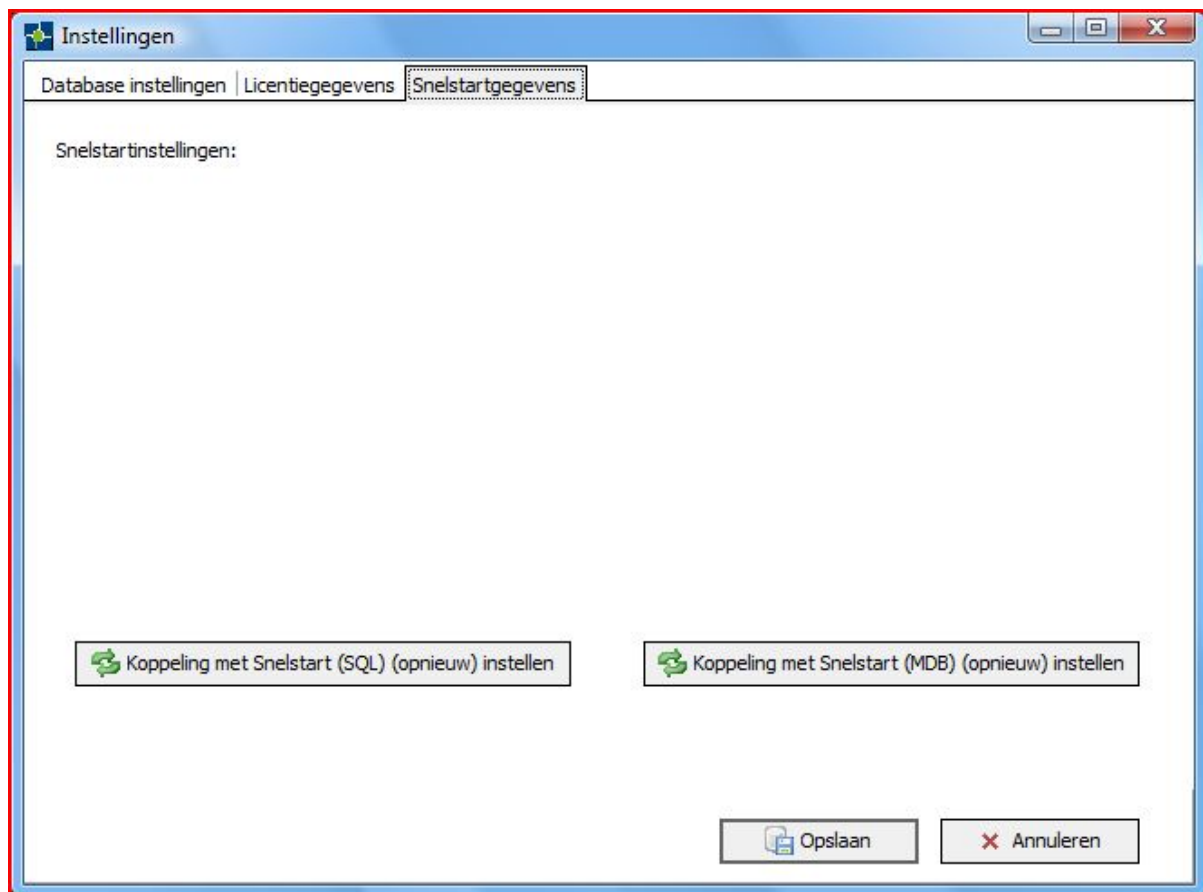 Instellingen
Database instellingen Licentiegegevens Snelstartgegevens
Snelstartinstellingen:
Koppeling met Snelstart (SQL) (opnieuw) instellen Koppeling met Snelstart (MDB) (opnieuw) instellen
Opslaan Annuleren